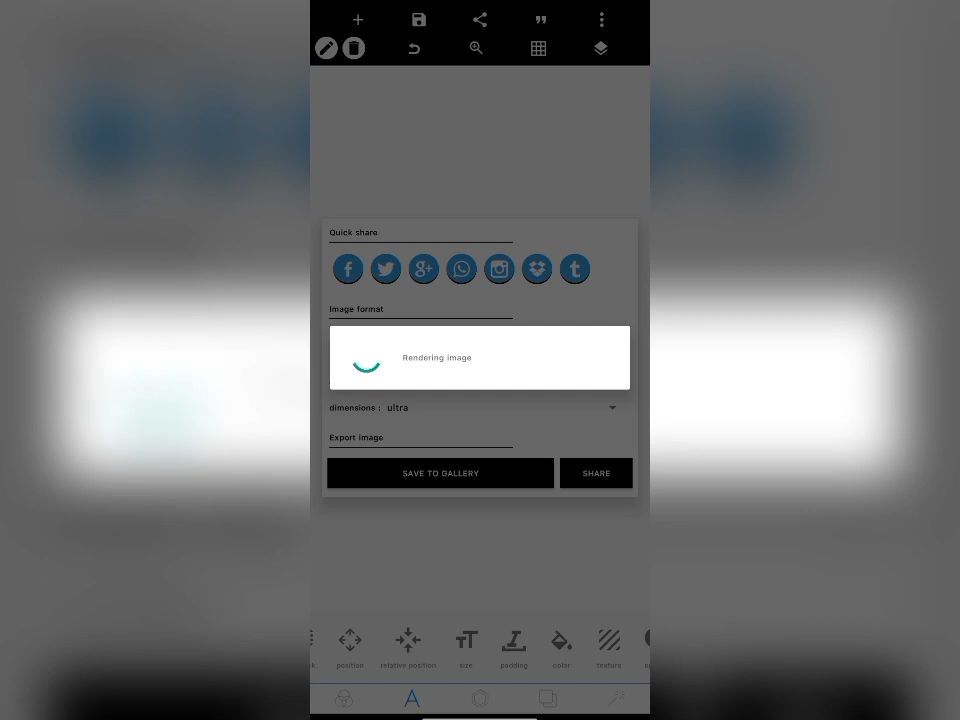 Quick share
Image format
Rendering image
dimensions : ultra
Export image
SAVE TO GALLERY SHARE
position relative position size padding color texture